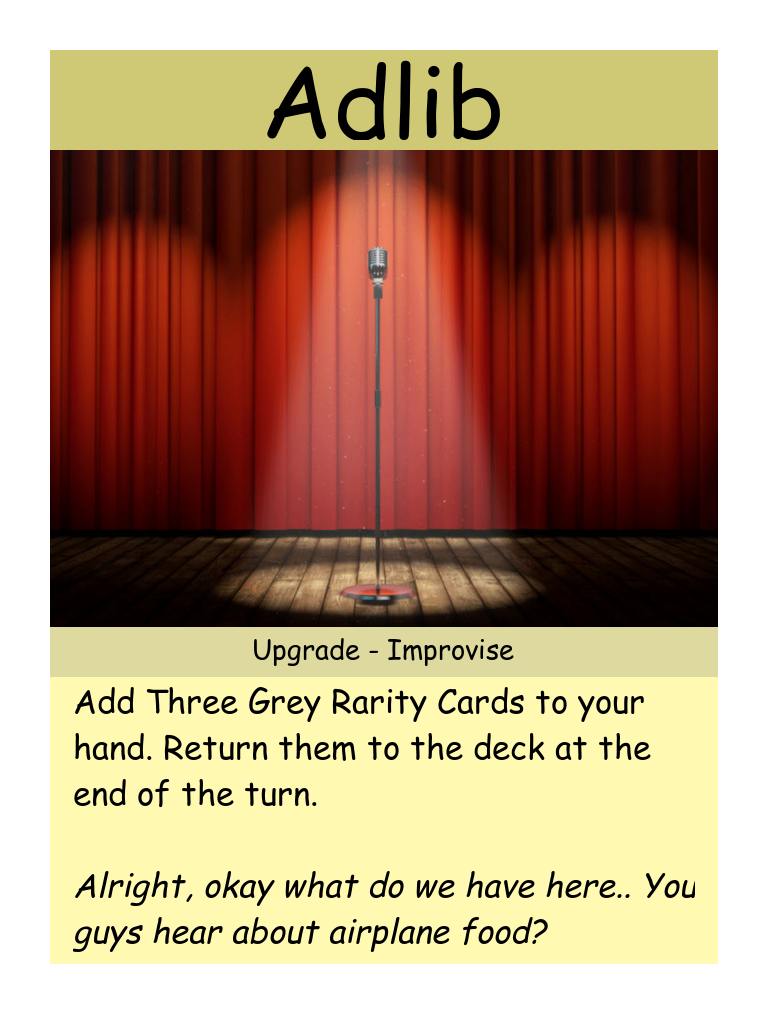 Adlib
Upgrade - Improvise
Add Three Grey Rarity Cards to your
hand. Return them to the deck at the
end of the turn.
Alright, okay what do we have here.. You
guys hear about airplane food?